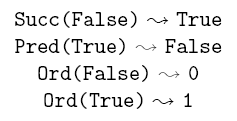 Succ(False) ⇝ True
Pred(True) ⇝ False
Ord(False) ⇝ 0
Ord(True) ⇝ 1